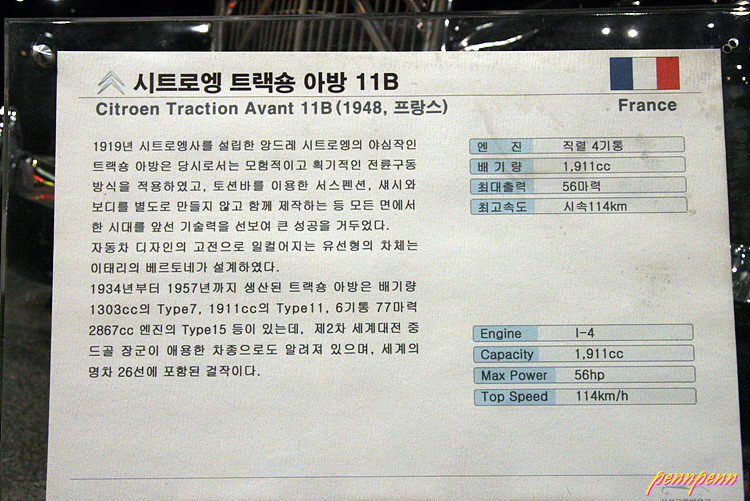 시트로엥 트랙숑 아방 11B
Citroen Traction Avant 11B(1948, 프랑스)
France
1919년 시트로엥사를 설립한 앙드레 시트로엥의 야심작인
트랙숑 아방은 당시로서는 모험적이고 획기적인 전륜구동
방식을 적용하였고, 토션바를 이용한 서스펜션, 섀시와
보디를 별도로 만들지 않고 함께 제작하는 등 모든 면에서
한 시대를 앞선 기술력을 선보여 큰 성공을 거두었다.
자동차 디자인의 고전으로 일컬어지는 유선형의 차체는
이태리의 베르토네가 설계하였다.
1934년부터 1957년까지 생산된 트랙숑 아방은 배기량
1303cc의 Type7, 1911cc의 Type11, 6기통 77마력
2867cc 엔진의 Type15 등이 있는데, 제2차 세계대전 중
드골 장군이 애용한 차종으로도 알려져 있으며, 세계의
명차 26선에 포함된 걸작이다.
엔 진 직렬 4기통
배 기 량 1,911cc
최대출력 56마력
최고속도 시속114km
Engine I-4
Capacity 1,911cc
Max Power 56hp
Top Speed 114km/h
pennpenn